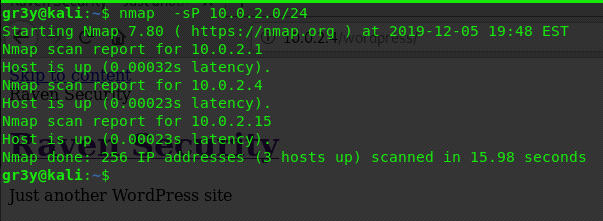 gr3y@kali:~$ nmap  -sP 10.0.2.0/24
Starting Nmap 7.80 ( https://nmap.org ) at 2019-12-05 19:48 EST
Nmap scan report for 10.0.2.1
Host is up (0.00032s latency).
Nmap scan report for 10.0.2.4
Host is up (0.00023s latency).
Nmap scan report for 10.0.2.15
Host is up (0.00023s latency).
Nmap done: 256 IP addresses (3 hosts up) scanned in 15.98 seconds
gr3y@kali:~$
10.0.2.4/wordpress/
Skip to content
Raven Security
Raven Security
Just another WordPress site